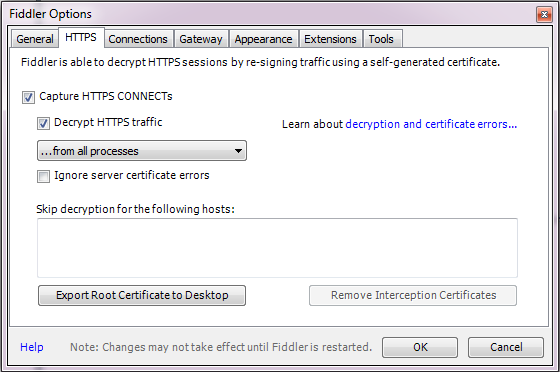 Fiddler Options
General HTTPS Connections Gateway Appearance Extensions Tools
Fiddler is able to decrypt HTTPS sessions by re-signing traffic using a self-generated certificate.
Capture HTTPS CONNECTs
Decrypt HTTPS traffic Learn about decryption and certificate errors...
...from all processes
Ignore server certificate errors
Skip decryption for the following hosts:
Export Root Certificate to Desktop Remove Interception Certificates
Help Note: Changes may not take effect until Fiddler is restarted. OK Cancel